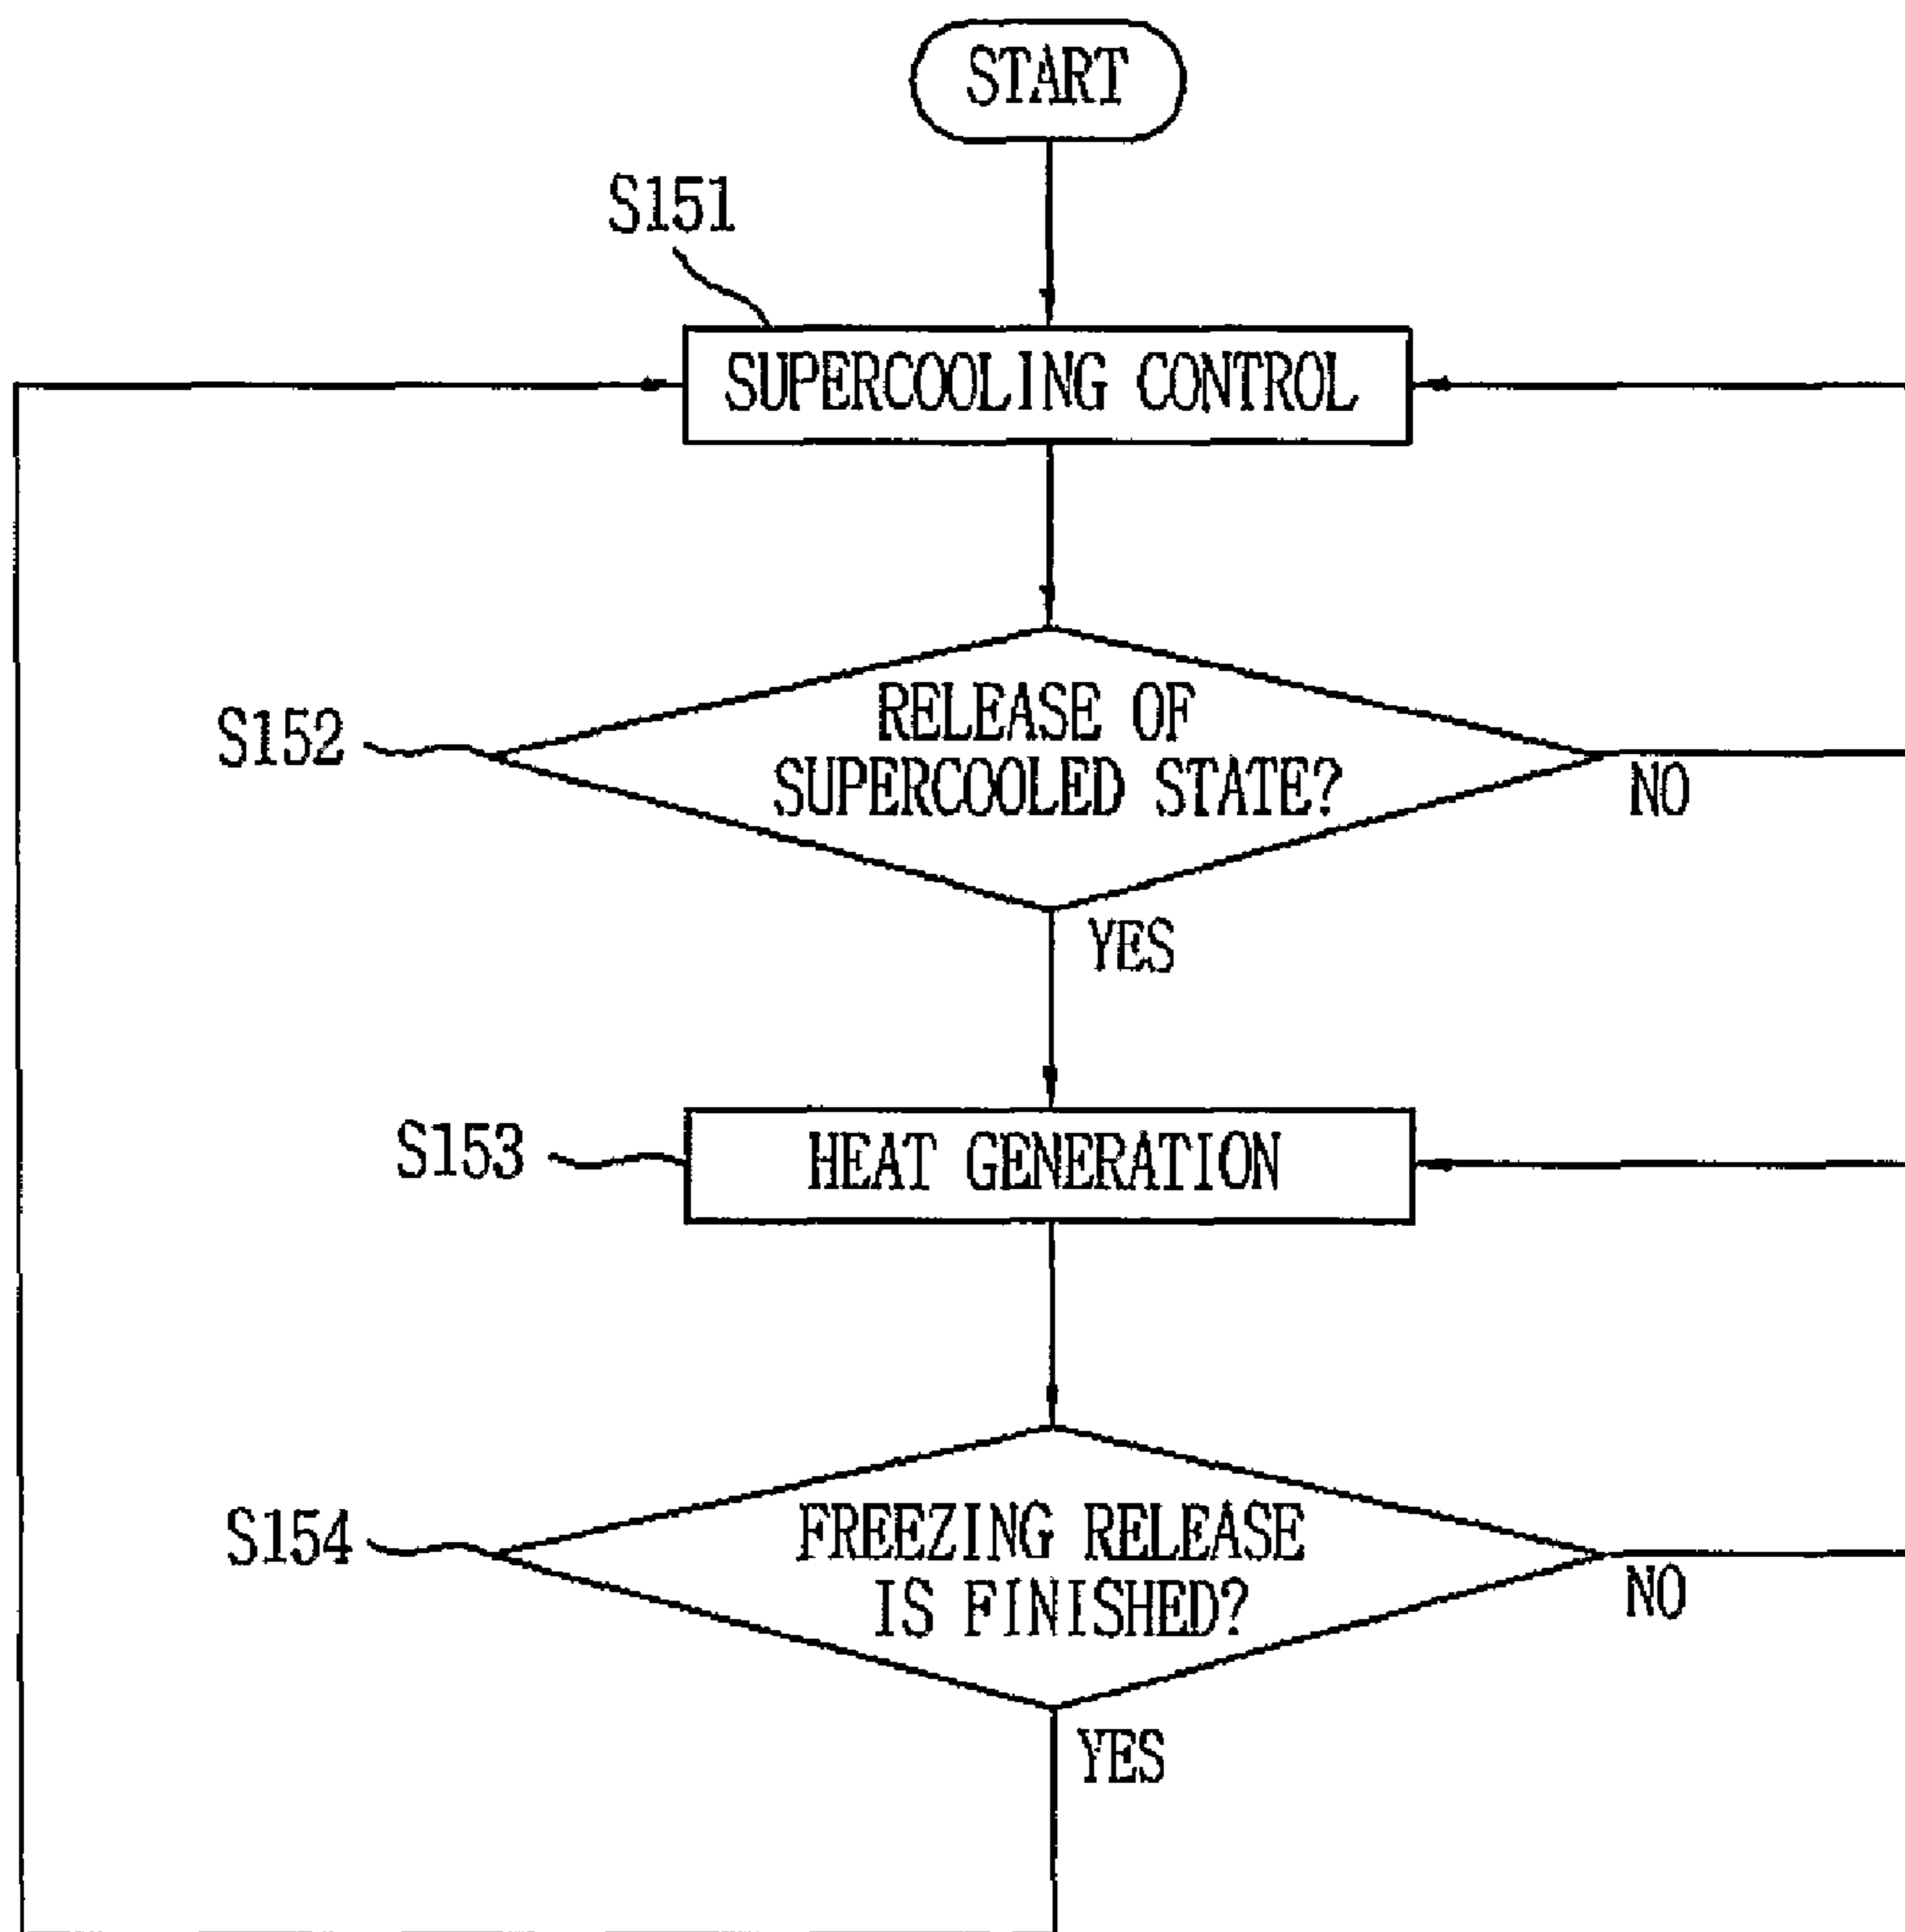 START
S151
SUPERCOOLING CONTROL
S152
RELEASE OF
SUPERCOOLED STATE?
NO
YES
S153
HEAT GENERATION
S154
FREEZING RELEASE
IS FINISHED?
NO
YES